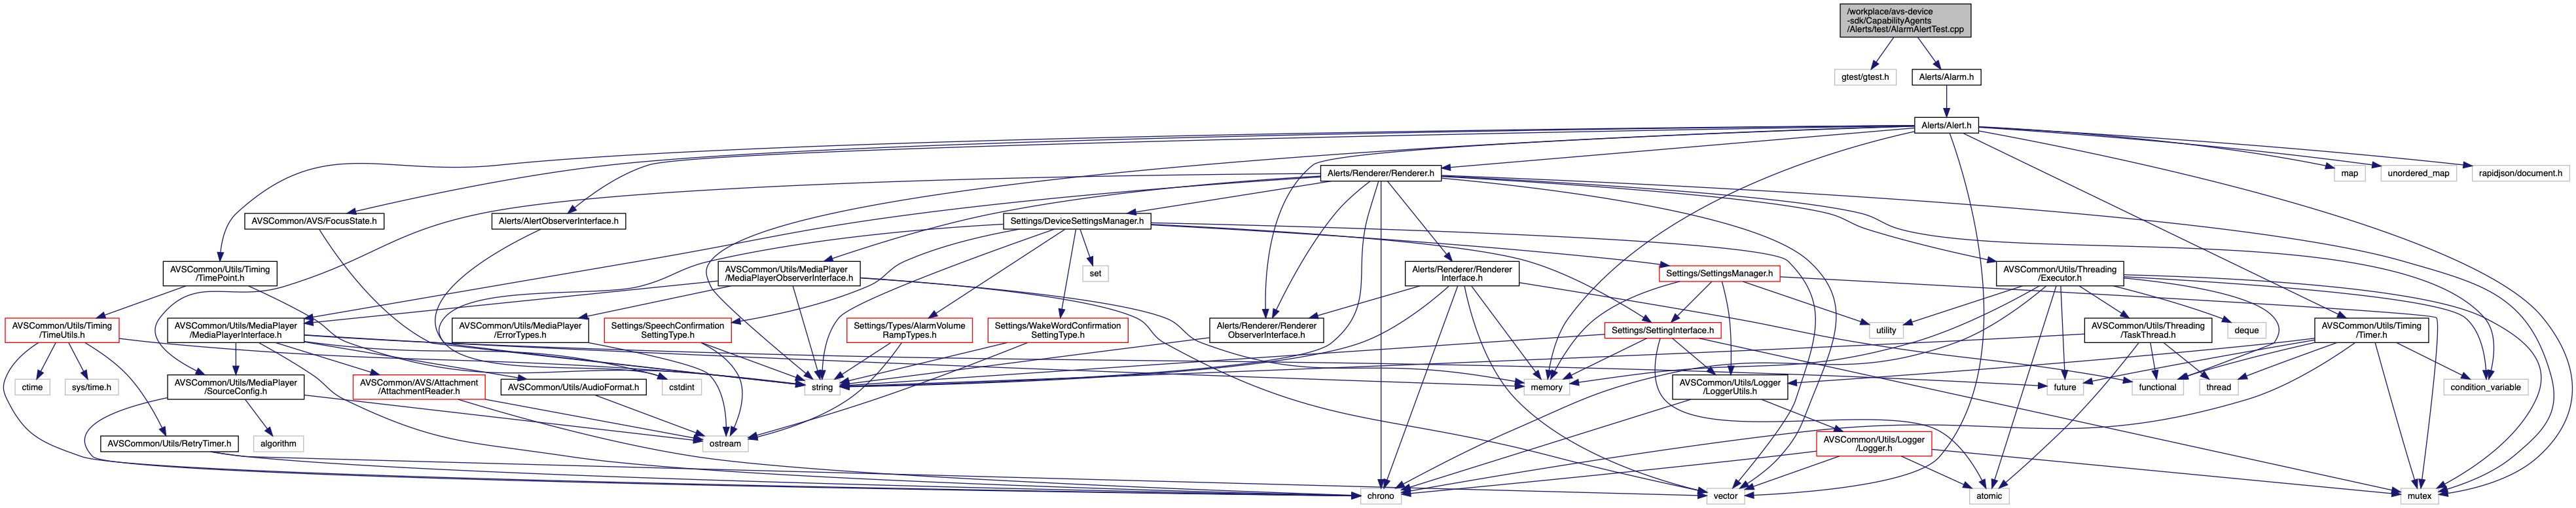 /workplace/avs-device
-sdk/CapabilityAgents
/Alerts/test/AlarmAlertTest.cpp
gtest/gtest.h
Alerts/Alarm.h
Alerts/Alert.h
Alerts/Renderer/Renderer.h
map
unordered_map
rapidjson/document.h
AVSCommon/AVS/FocusState.h
Alerts/AlertObserverInterface.h
Settings/DeviceSettingsManager.h
AVSCommon/Utils/Timing
/TimePoint.h
AVSCommon/Utils/MediaPlayer
/MediaPlayerObserverInterface.h
set
Alerts/Renderer/Renderer
Interface.h
Settings/SettingsManager.h
AVSCommon/Utils/Threading
/Executor.h
AVSCommon/Utils/Timing
/TimeUtils.h
AVSCommon/Utils/MediaPlayer
/MediaPlayerInterface.h
AVSCommon/Utils/MediaPlayer
/ErrorTypes.h
Settings/SpeechConfirmation
SettingType.h
Settings/Types/AlarmVolume
RampTypes.h
Settings/WakeWordConfirmation
SettingType.h
Alerts/Renderer/Renderer
ObserverInterface.h
Settings/SettingInterface.h
utility
AVSCommon/Utils/Threading
/TaskThread.h
deque
AVSCommon/Utils/Timing
/Timer.h
ctime
sys/time.h
AVSCommon/Utils/MediaPlayer
/SourceConfig.h
AVSCommon/AVS/Attachment
/AttachmentReader.h
AVSCommon/Utils/AudioFormat.h
cstdint
string
memory
AVSCommon/Utils/Logger
/LoggerUtils.h
future
functional
thread
condition_variable
AVSCommon/Utils/RetryTimer.h
algorithm
ostream
AVSCommon/Utils/Logger
/Logger.h
chrono
vector
atomic
mutex